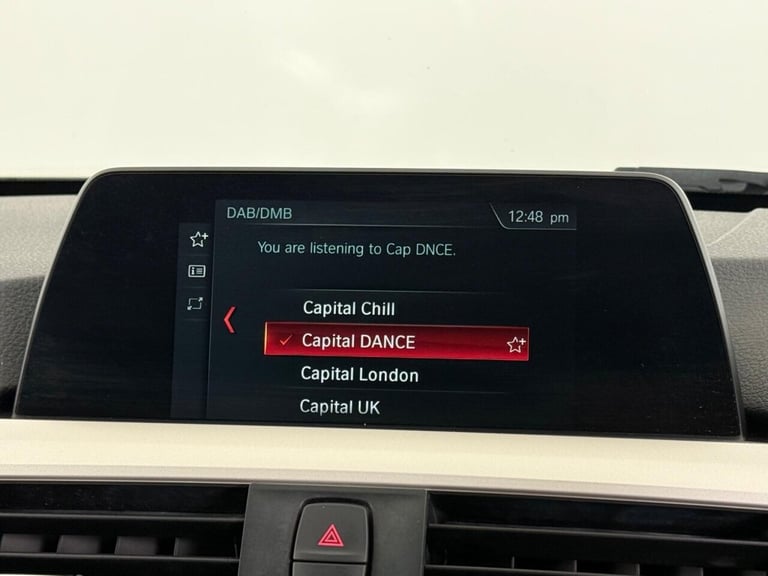 DAB/DMB
12:48 pm
You are listening to Cap DNCE.
Capital Chill
Capital DANCE
Capital London
Capital UK